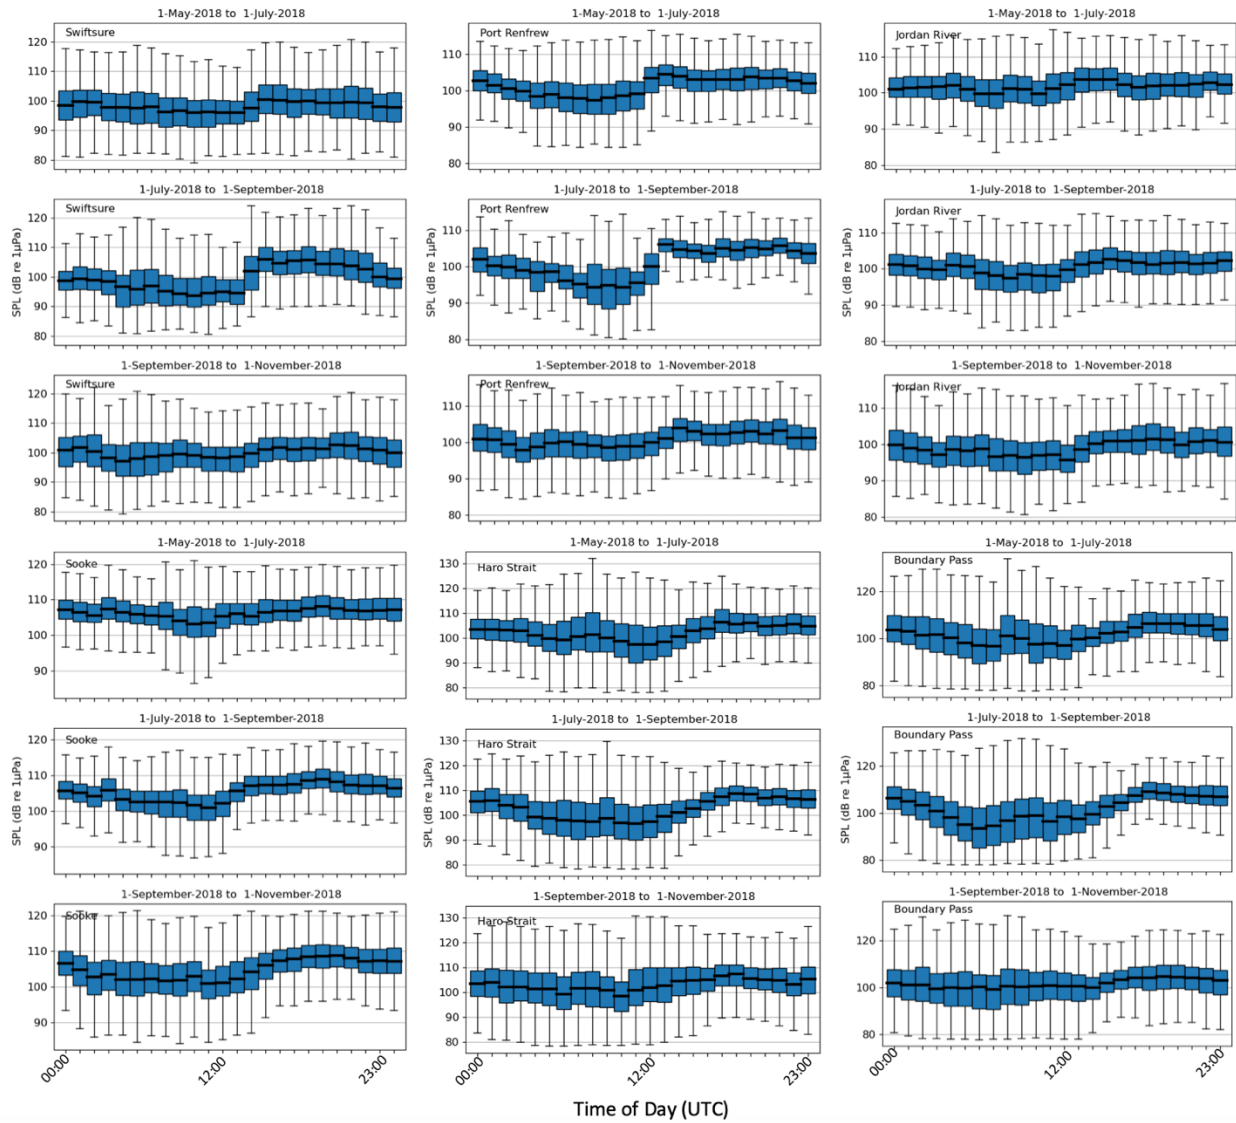 1-May-2018 to 1-July-2018
Swiftsure
120
110
100
90
80
1-May-2018 to 1-July-2018
Port Renfrew
110
100
90
80
1-May-2018 to 1-July-2018
Jordan River
110
100
90
80
1-July-2018 to 1-September-2018
Swiftsure
SPL (dB re 1µPa)
120
110
100
90
80
1-July-2018 to 1-September-2018
Port Renfrew
SPL (dB re 1µPa)
110
100
90
80
1-July-2018 to 1-September-2018
Jordan River
SPL (dB re 1µPa)
110
100
90
80
1-September-2018 to 1-November-2018
Swiftsure
120
110
100
90
80
1-September-2018 to 1-November-2018
Port Renfrew
110
100
90
80
1-September-2018 to 1-November-2018
Jordan River
110
100
90
80
1-May-2018 to 1-July-2018
Sooke
120
110
100
90
1-May-2018 to 1-July-2018
Haro Strait
130
120
110
100
90
80
1-May-2018 to 1-July-2018
Boundary Pass
120
100
80
1-July-2018 to 1-September-2018
Sooke
SPL (dB re 1µPa)
120
110
100
90
1-July-2018 to 1-September-2018
Haro Strait
SPL (dB re 1µPa)
130
120
110
100
90
80
1-July-2018 to 1-September-2018
Boundary Pass
SPL (dB re 1µPa)
120
100
80
1-September-2018 to 1-November-2018
Sooke
120
110
100
90
00:00
12:00
23:00
1-September-2018 to 1-November-2018
Haro Strait
130
120
110
100
90
80
00:00
12:00
23:00
1-September-2018 to 1-November-2018
Boundary Pass
120
100
80
00:00
12:00
23:00
Time of Day (UTC)